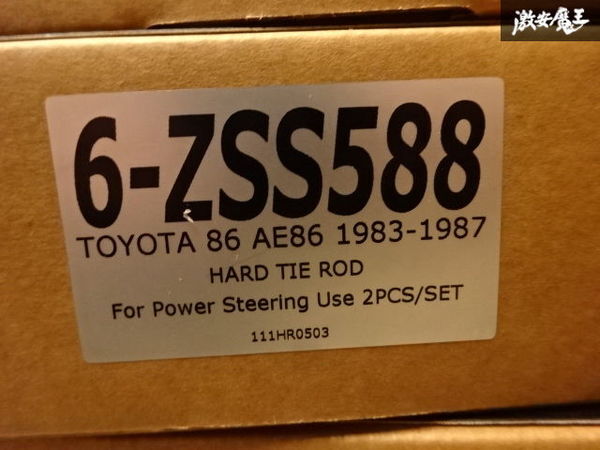 激安魔王
6-ZSS588
TOYOTA 86 AE86 1983-1987
HARD TIE ROD
For Power Steering Use 2PCS/SET
111HR0503